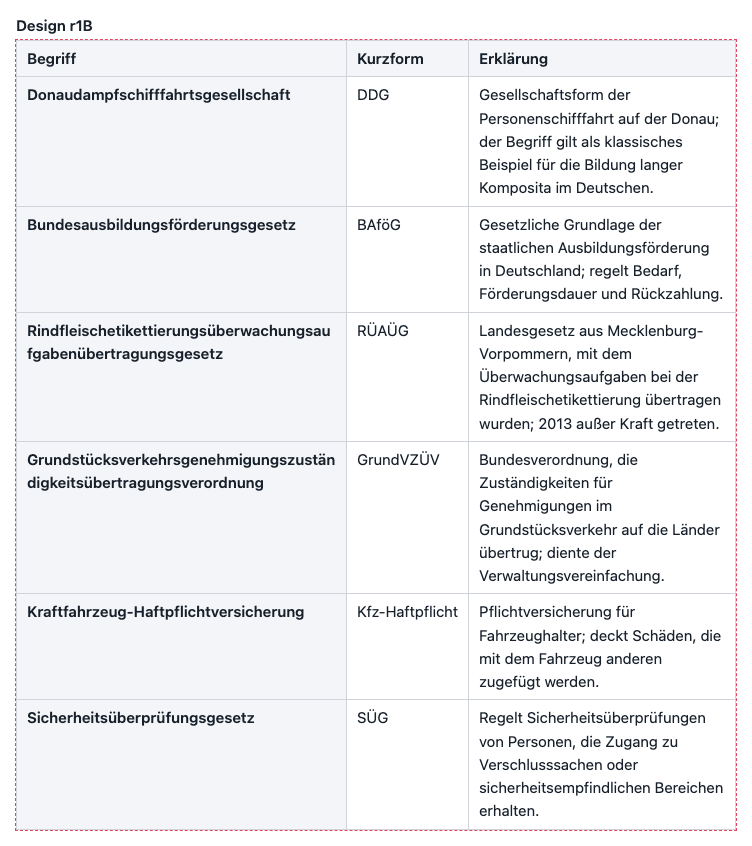 Design r1B
Begriff Kurzform Erklärung
Donaudampfschifffahrtsgesellschaft DDG Gesellschaftsform der
Personenschifffahrt auf der Donau;
der Begriff gilt als klassisches
Beispiel für die Bildung langer
Komposita im Deutschen.
Bundesausbildungsförderungsgesetz BAföG Gesetzliche Grundlage der
staatlichen Ausbildungsförderung
in Deutschland; regelt Bedarf,
Förderungsdauer und Rückzahlung.
Rindfleischetikettierungsüberwachungsau RÜAÜG Landesgesetz aus Mecklenburg-
fgabenübertragungsgesetz Vorpommern, mit dem
Überwachungsaufgaben bei der
Rindfleischetikettierung übertragen
wurden; 2013 außer Kraft getreten.
Grundstücksverkehrsgenehmigungszustän GrundVZÜV Bundesverordnung, die
digkeitsübertragungsverordnung Zuständigkeiten für
Genehmigungen im
Grundstücksverkehr auf die Länder
übertrug; diente der
Verwaltungsvereinfachung.
Kraftfahrzeug-Haftpflichtversicherung Kfz-Haftpflicht Pflichtversicherung für
Fahrzeughalter; deckt Schäden, die
mit dem Fahrzeug anderen
zugefügt werden.
Sicherheitsüberprüfungsgesetz SÜG Regelt Sicherheitsüberprüfungen
von Personen, die Zugang zu
Verschlusssachen oder
sicherheitsempfindlichen Bereichen
erhalten.